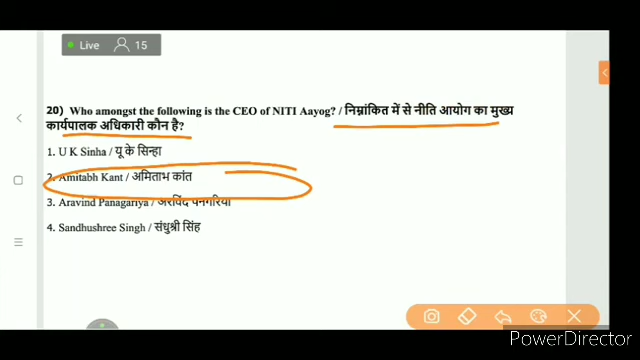 Live 15
20) Who amongst the following is the CEO of NITI Aayog? / निम्नांकित में से नीति आयोग का मुख्य
कार्यपालक अधिकारी कौन है?
1. U K Sinha / यू के सिन्हा
2. Amitabh Kant / अमिताभ कांत
3. Aravind Panagariya / अरविंद पनगरिया
4. Sandhushree Singh / संधुश्री सिंह
PowerDirector